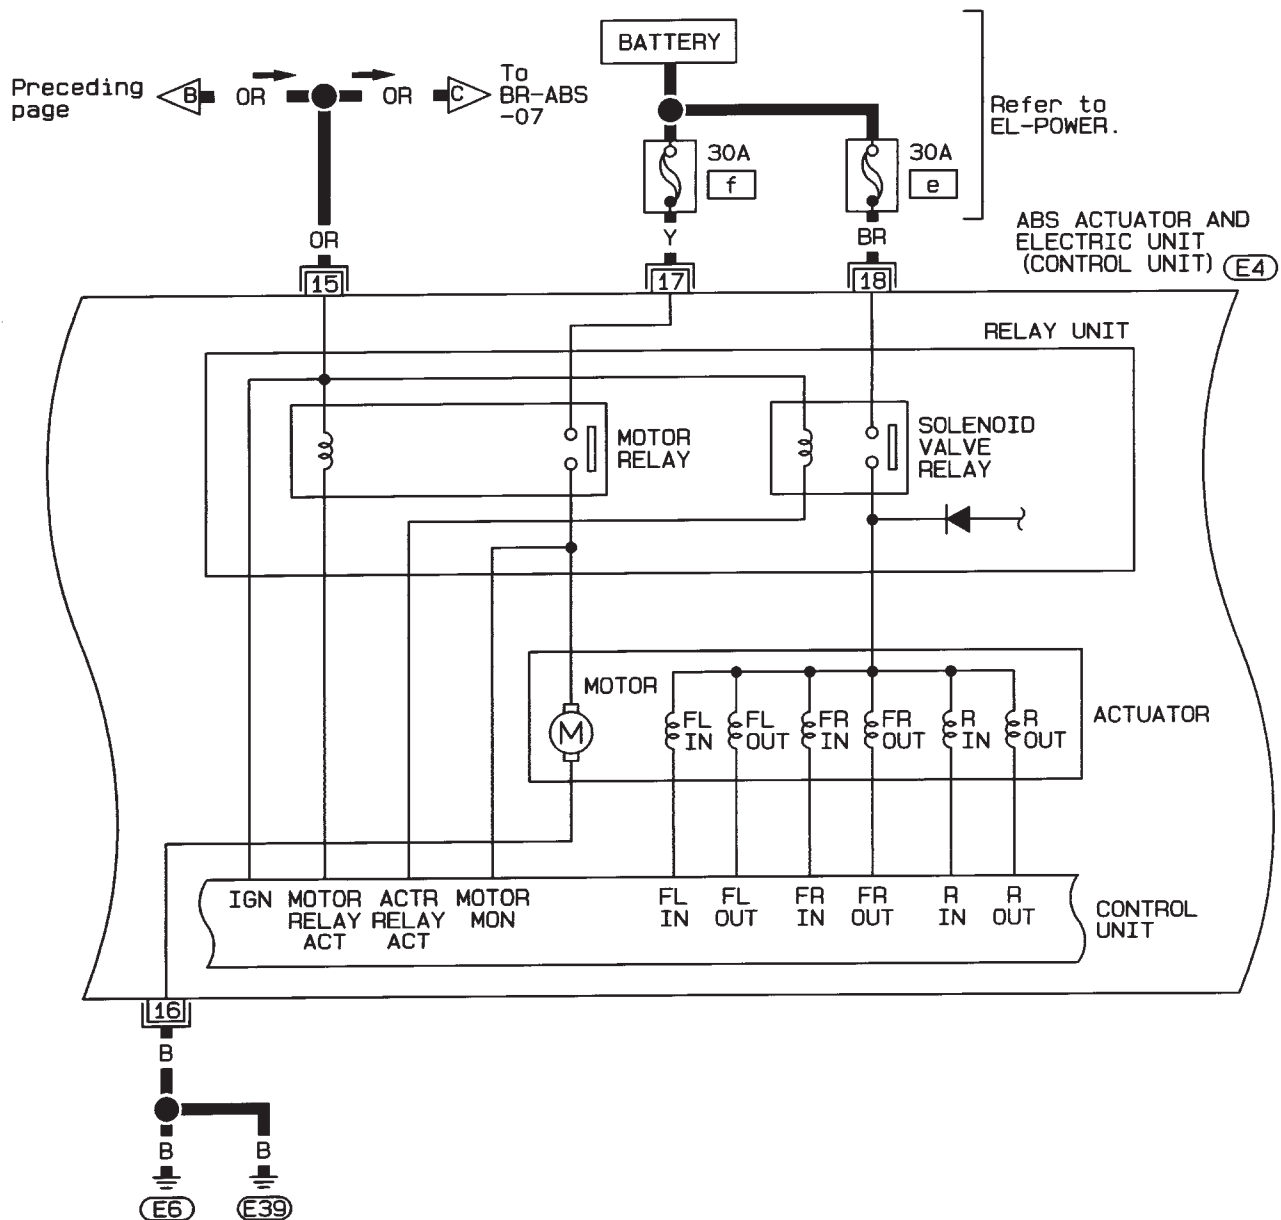 BATTERY
Preceding
page
B
OR
OR
C
To
BR-ABS
-07
Refer to
EL-POWER.
30A
f
30A
e
OR
Y
BR
ABS ACTUATOR AND
ELECTRIC UNIT
(CONTROL UNIT)
E4
15
17
18
RELAY UNIT
MOTOR
RELAY
SOLENOID
VALVE
RELAY
MOTOR
M
FL
IN
FL
OUT
FR
IN
FR
OUT
R
IN
R
OUT
ACTUATOR
IGN
MOTOR
RELAY
ACT
ACTR
RELAY
ACT
MOTOR
MON
FL
IN
FL
OUT
FR
IN
FR
OUT
R
IN
R
OUT
CONTROL
UNIT
16
B
B
B
E6
E39